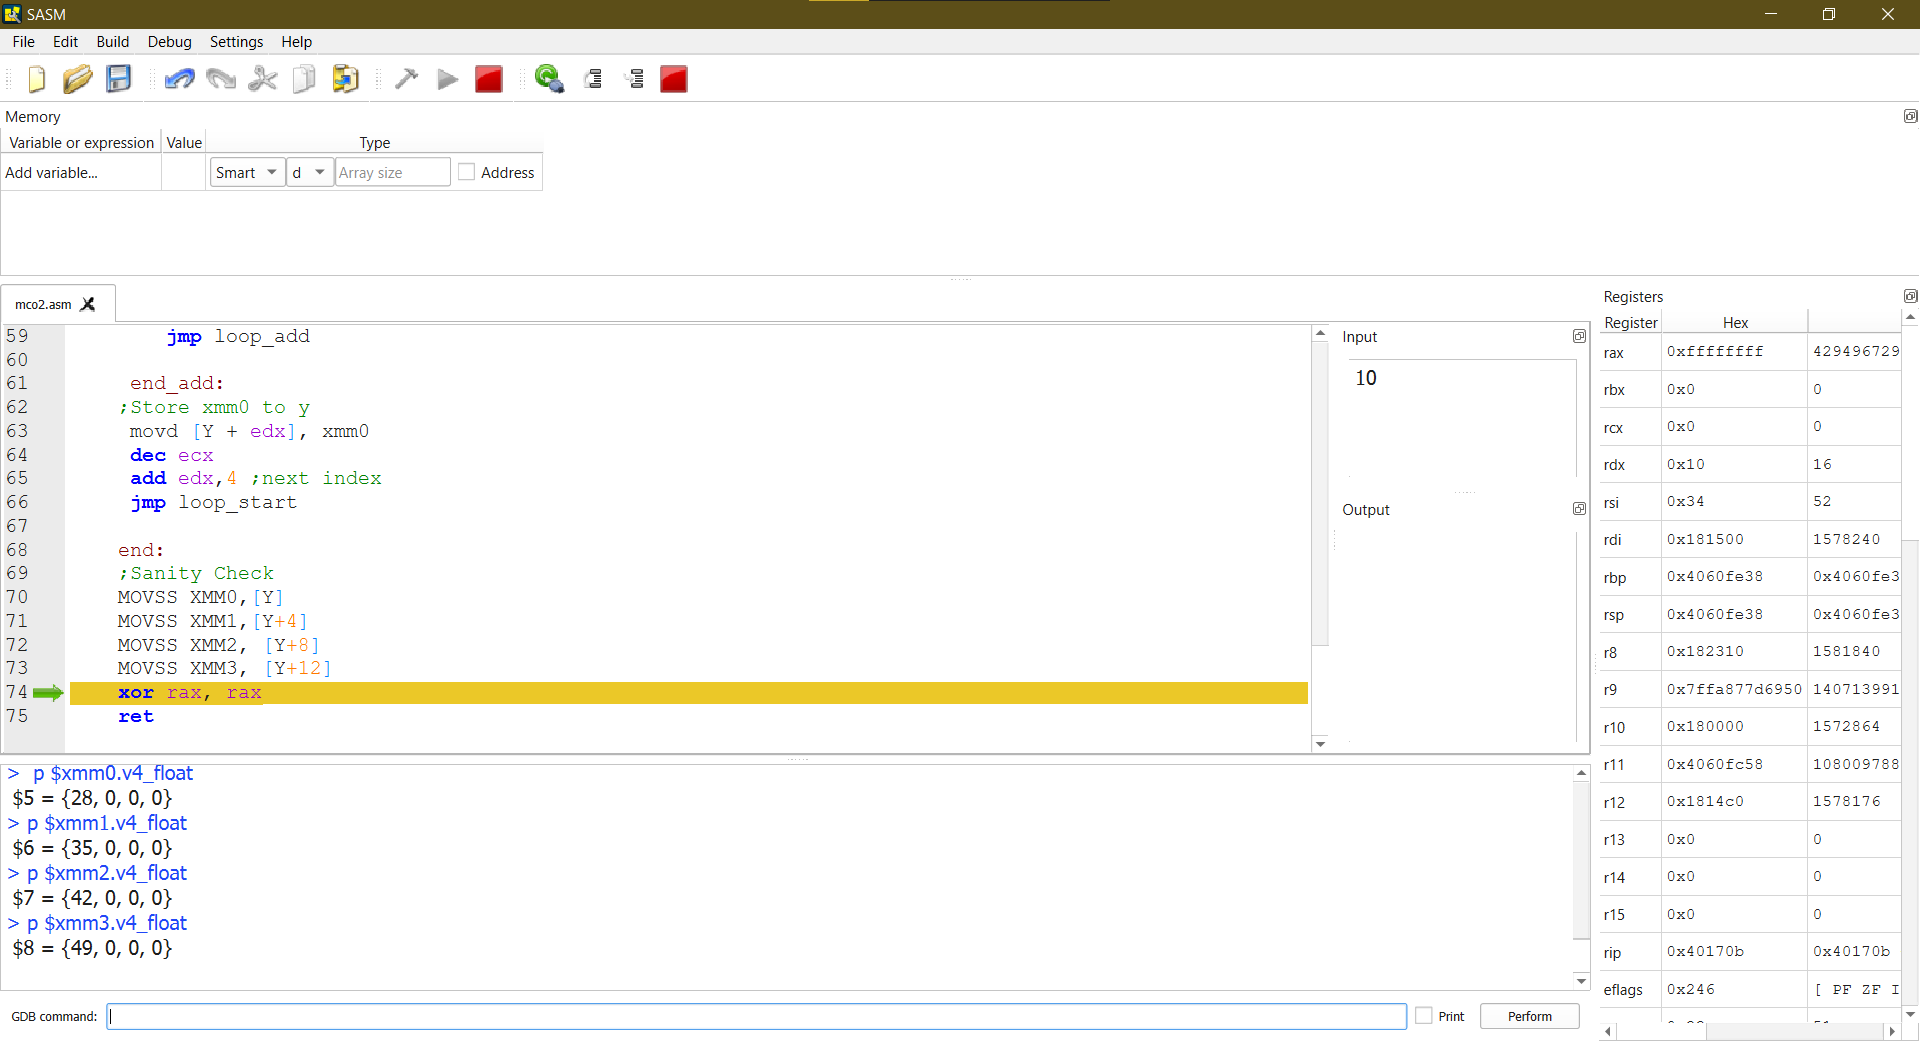 SASM
File Edit Build Debug Settings Help
Memory
Variable or expression Value Type
Add variable... Smart d Array size Address
mco2.asm
59 jmp loop_add
60
61 end_add:
62 ;Store xmm0 to y
63 movd [Y + edx], xmm0
64 dec ecx
65 add edx,4 ;next index
66 jmp loop_start
67
68 end:
69 ;Sanity Check
70 MOVSS XMM0,[Y]
71 MOVSS XMM1,[Y+4]
72 MOVSS XMM2, [Y+8]
73 MOVSS XMM3, [Y+12]
74 xor rax, rax
75 ret
Input
10
Output
> p $xmm0.v4_float
$5 = {28, 0, 0, 0}
> p $xmm1.v4_float
$6 = {35, 0, 0, 0}
> p $xmm2.v4_float
$7 = {42, 0, 0, 0}
> p $xmm3.v4_float
$8 = {49, 0, 0, 0}
GDB command: Print Perform
Registers
Register Hex
rax 0xffffffff 429496729
rbx 0x0 0
rcx 0x0 0
rdx 0x10 16
rsi 0x34 52
rdi 0x181500 1578240
rbp 0x4060fe38 0x4060fe3
rsp 0x4060fe38 0x4060fe3
r8 0x182310 1581840
r9 0x7ffa877d6950 140713991
r10 0x180000 1572864
r11 0x4060fc58 108009788
r12 0x1814c0 1578176
r13 0x0 0
r14 0x0 0
r15 0x0 0
rip 0x40170b 0x40170b
eflags 0x246 [ PF ZF I